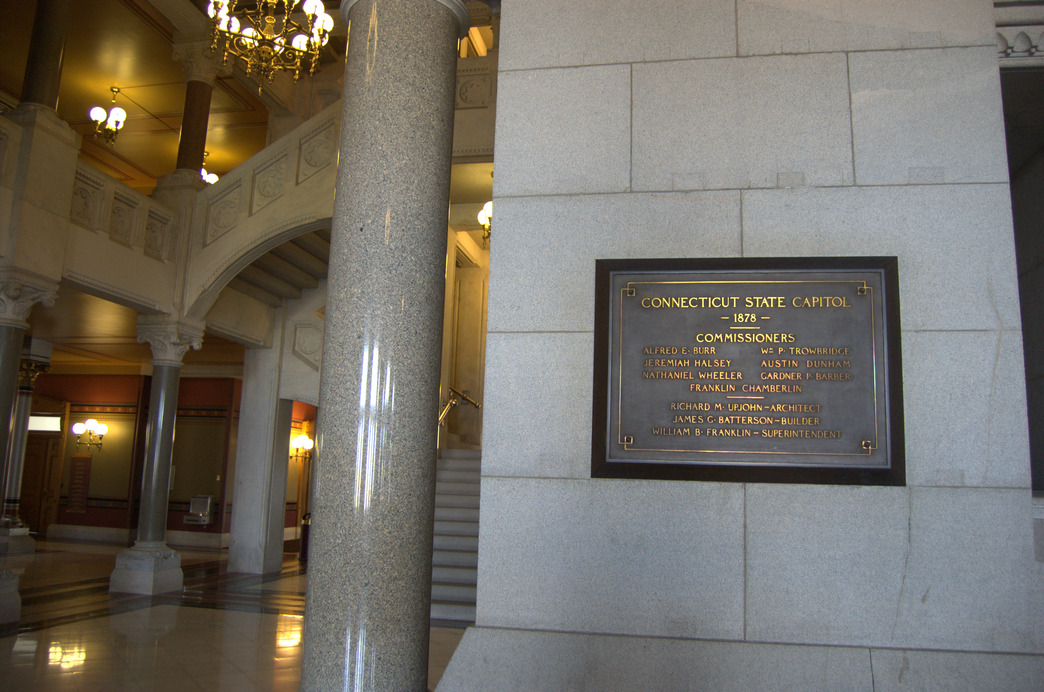 CONNECTICUT STATE CAPITOL
– 1878 –
COMMISSIONERS
ALFRED E. BURR Wm P. TROWBRIDGE
JEREMIAH HALSEY AUSTIN DUNHAM
NATHANIEL WHEELER GARDNER P. BARBER
FRANKLIN CHAMBERLIN
RICHARD M. UPJOHN – ARCHITECT
JAMES G. BATTERSON – BUILDER
WILLIAM B. FRANKLIN – SUPERINTENDENT